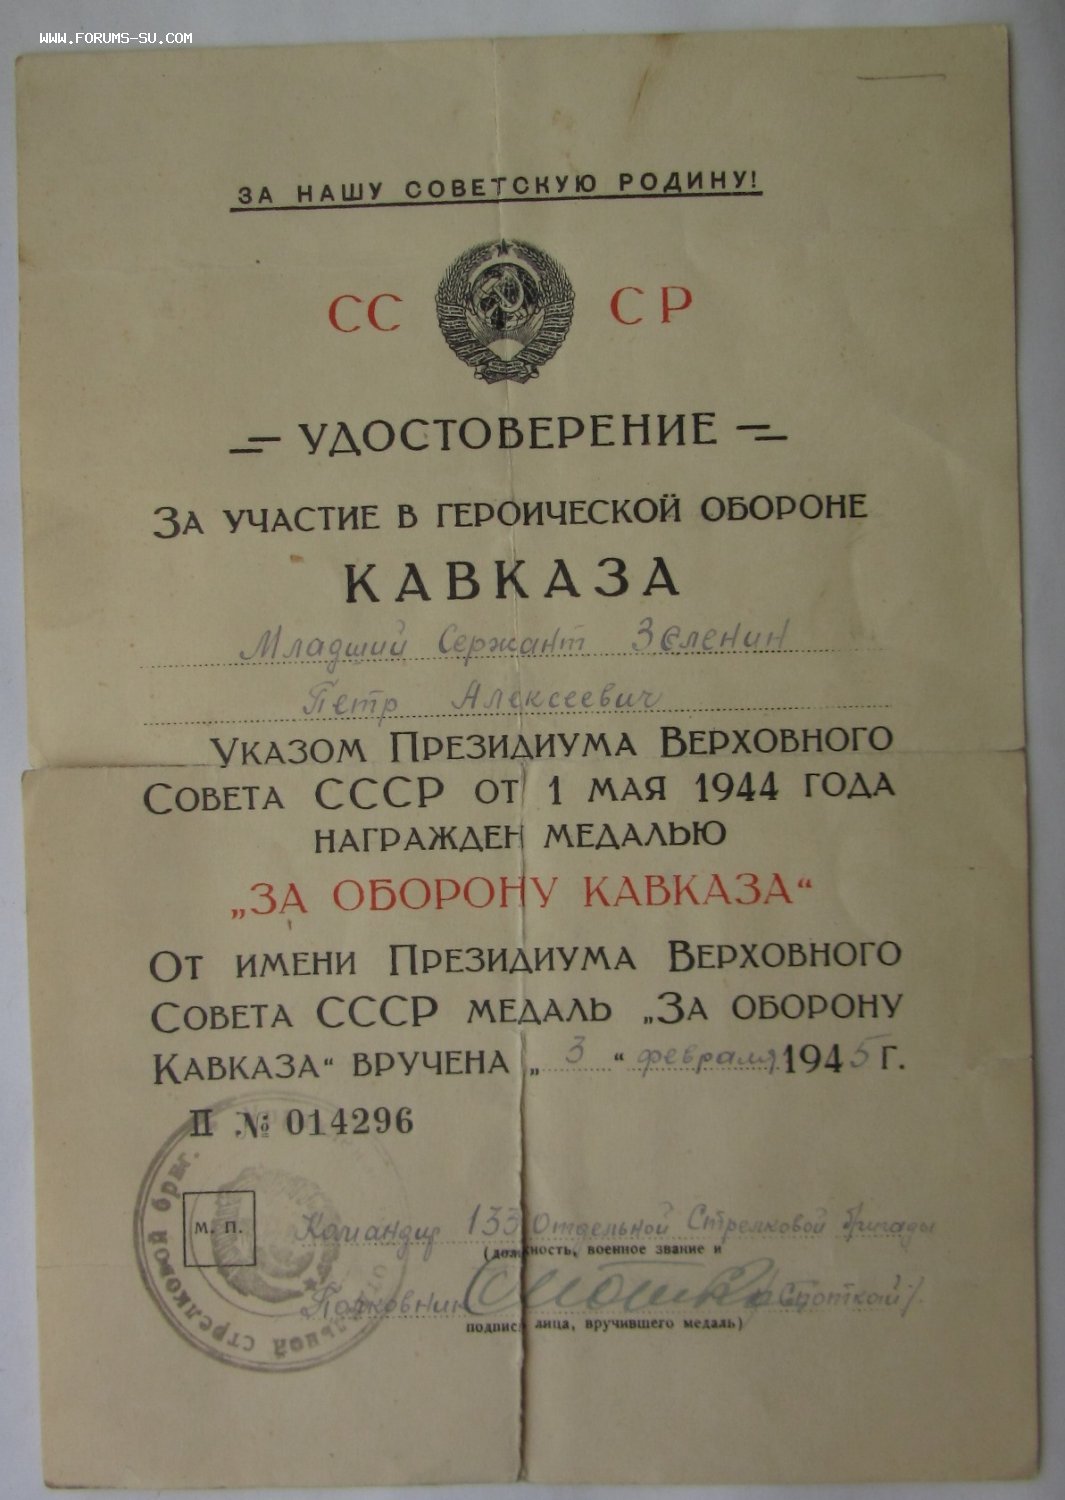 WWW.FORUMS-SU.COM
ЗА НАШУ СОВЕТСКУЮ РОДИНУ!
СС СР
УДОСТОВЕРЕНИЕ
ЗА УЧАСТИЕ В ГЕРОИЧЕСКОЙ ОБОРОНЕ
КАВКАЗА
Младший Сержант Зеленин
Петр Алексеевич
УКАЗОМ ПРЕЗИДИУМА ВЕРХОВНОГО
СОВЕТА СССР ОТ 1 МАЯ 1944 ГОДА
НАГРАЖДЕН МЕДАЛЬЮ
„ЗА ОБОРОНУ КАВКАЗА“
ОТ ИМЕНИ ПРЕЗИДИУМА ВЕРХОВНОГО
СОВЕТА СССР МЕДАЛЬ „ЗА ОБОРОНУ
КАВКАЗА“ ВРУЧЕНА „3“ февраля 1945 Г.
П № 014296
стрелковой бриг.
М. П.
Командир 133 Отдельной Стрелковой бригады
(должность, военное звание и
Полковник
подпись лица, вручившего медаль)